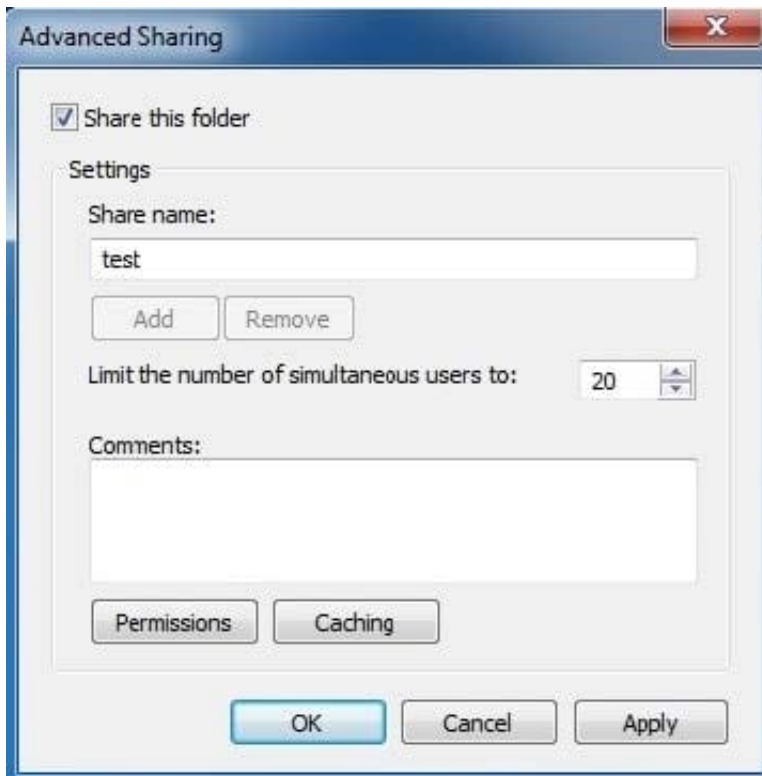 Advanced Sharing
Share this folder
Settings
Share name:
test
Add Remove
Limit the number of simultaneous users to: 20
Comments:
Permissions Caching
OK Cancel Apply